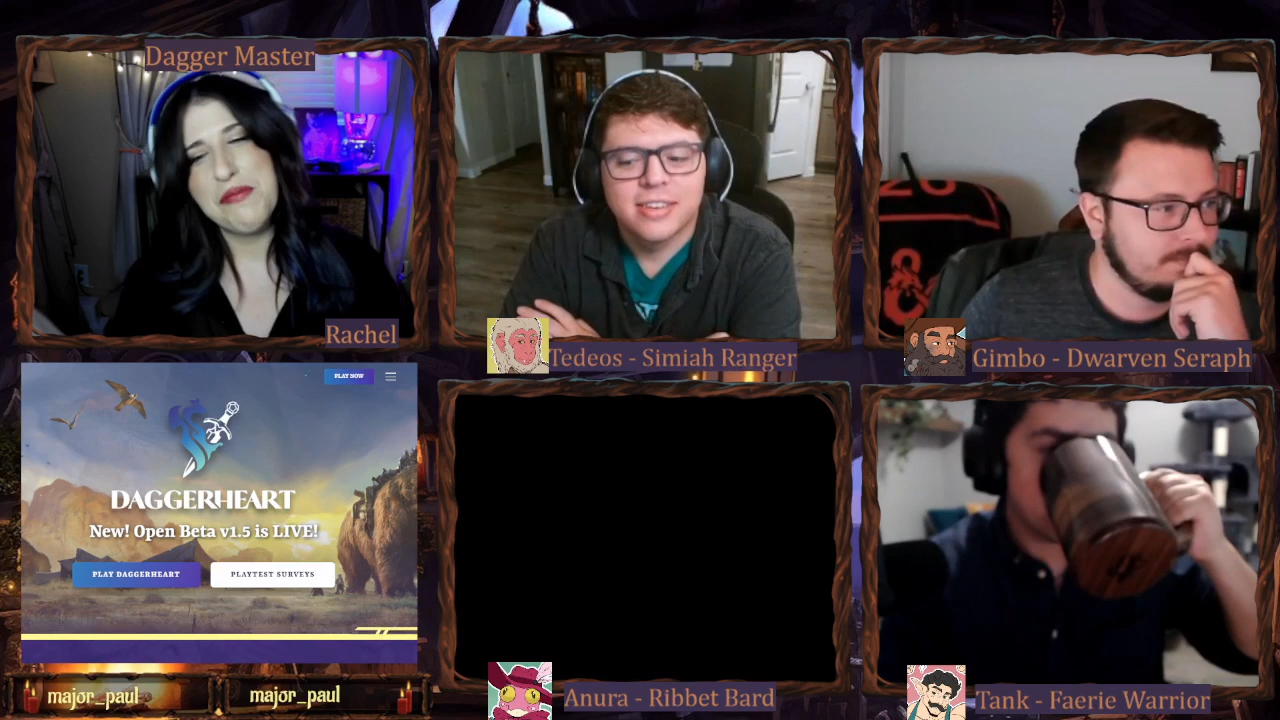 Dagger Master
Rachel
Tedeos - Simiah Ranger
Gimbo - Dwarven Seraph
20
PLAY NOW
DAGGERHEART
New! Open Beta v1.5 is LIVE!
PLAY DAGGERHEART
PLAYTEST SURVEYS
major_paul
major_paul
Anura - Ribbet Bard
Tank - Faerie Warrior